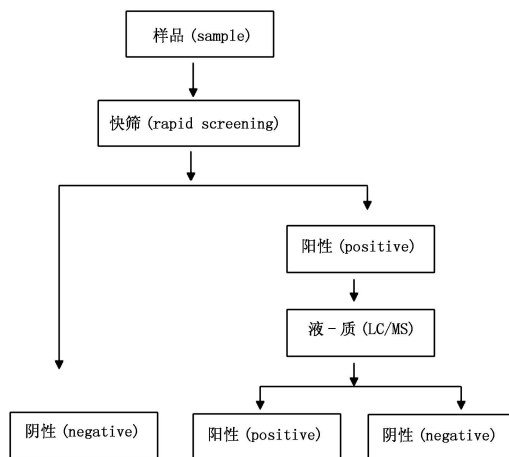 样品 (sample)
快筛 (rapid screening)
阳性 (positive)
液－质 (LC/MS)
阴性 (negative)
阳性 (positive)
阴性 (negative)